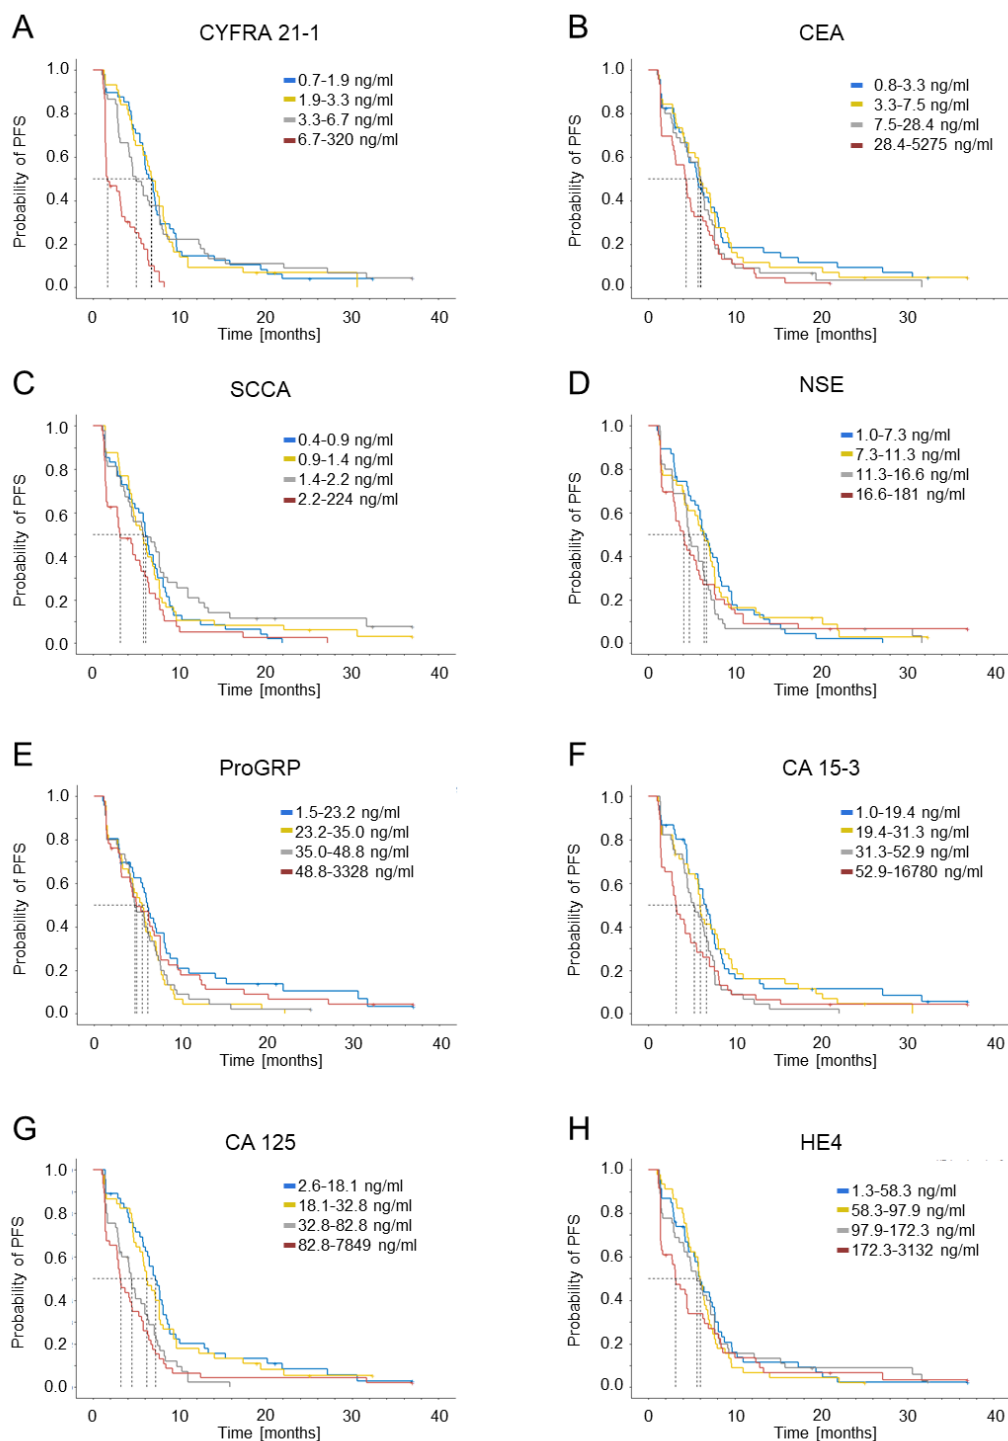 A
CYFRA 21-1
1.0
0.8
0.6
0.4
0.2
0.0
Probability of PFS
0.7-1.9 ng/ml
1.9-3.3 ng/ml
3.3-6.7 ng/ml
6.7-320 ng/ml
0 10 20 30 40
Time [months]
B
CEA
1.0
0.8
0.6
0.4
0.2
0.0
Probability of PFS
0.8-3.3 ng/ml
3.3-7.5 ng/ml
7.5-28.4 ng/ml
28.4-5275 ng/ml
0 10 20 30 40
Time [months]
C
SCCA
1.0
0.8
0.6
0.4
0.2
0.0
Probability of PFS
0.4-0.9 ng/ml
0.9-1.4 ng/ml
1.4-2.2 ng/ml
2.2-224 ng/ml
0 10 20 30 40
Time [months]
D
NSE
1.0
0.8
0.6
0.4
0.2
0.0
Probability of PFS
1.0-7.3 ng/ml
7.3-11.3 ng/ml
11.3-16.6 ng/ml
16.6-181 ng/ml
0 10 20 30 40
Time [months]
E
ProGRP
1.0
0.8
0.6
0.4
0.2
0.0
Probability of PFS
1.5-23.2 ng/ml
23.2-35.0 ng/ml
35.0-48.8 ng/ml
48.8-3328 ng/ml
0 10 20 30 40
Time [months]
F
CA 15-3
1.0
0.8
0.6
0.4
0.2
0.0
Probability of PFS
1.0-19.4 ng/ml
19.4-31.3 ng/ml
31.3-52.9 ng/ml
52.9-16780 ng/ml
0 10 20 30 40
Time [months]
G
CA 125
1.0
0.8
0.6
0.4
0.2
0.0
Probability of PFS
2.6-18.1 ng/ml
18.1-32.8 ng/ml
32.8-82.8 ng/ml
82.8-7849 ng/ml
0 10 20 30 40
Time [months]
H
HE4
1.0
0.8
0.6
0.4
0.2
0.0
Probability of PFS
1.3-58.3 ng/ml
58.3-97.9 ng/ml
97.9-172.3 ng/ml
172.3-3132 ng/ml
0 10 20 30 40
Time [months]